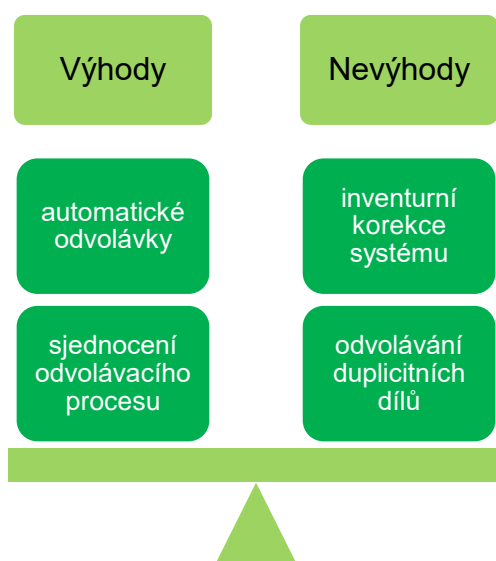 Výhody
Nevýhody
automatické
odvolávky
inventurní
korekce
systému
sjednocení
odvolávacího
procesu
odvolávání
duplicitních
dílů